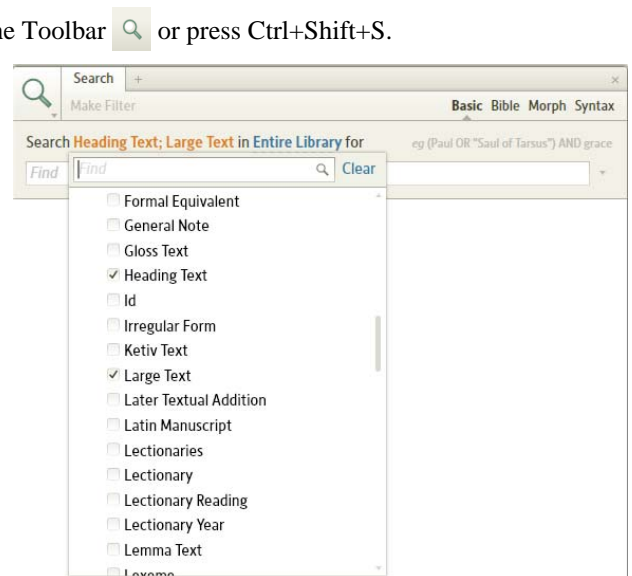 ne Toolbar or press Ctrl+Shift+S.
Search + ×
Make Filter Basic Bible Morph Syntax
Search Heading Text; Large Text in Entire Library for eg (Paul OR "Saul of Tarsus") AND grace
Find Find Clear
Formal Equivalent
General Note
Gloss Text
Heading Text
Id
Irregular Form
Ketiv Text
Large Text
Later Textual Addition
Latin Manuscript
Lectionaries
Lectionary
Lectionary Reading
Lectionary Year
Lemma Text
Lexeme